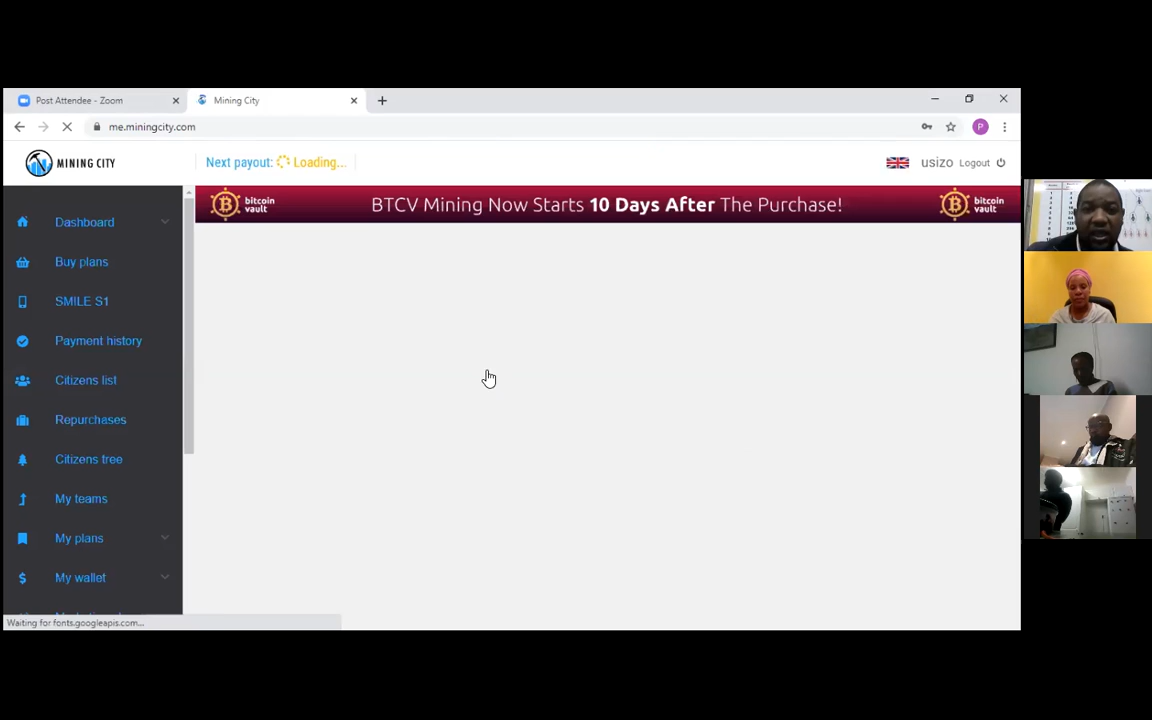 Post Attendee - Zoom
Mining City
me.miningcity.com
MINING CITY
Next payout: Loading...
usizo
Logout
bitcoin vault
BTCV Mining Now Starts 10 Days After The Purchase!
bitcoin vault
Dashboard
Buy plans
SMILE S1
Payment history
Citizens list
Repurchases
Citizens tree
My teams
My plans
My wallet
Waiting for fonts.googleapis.com...